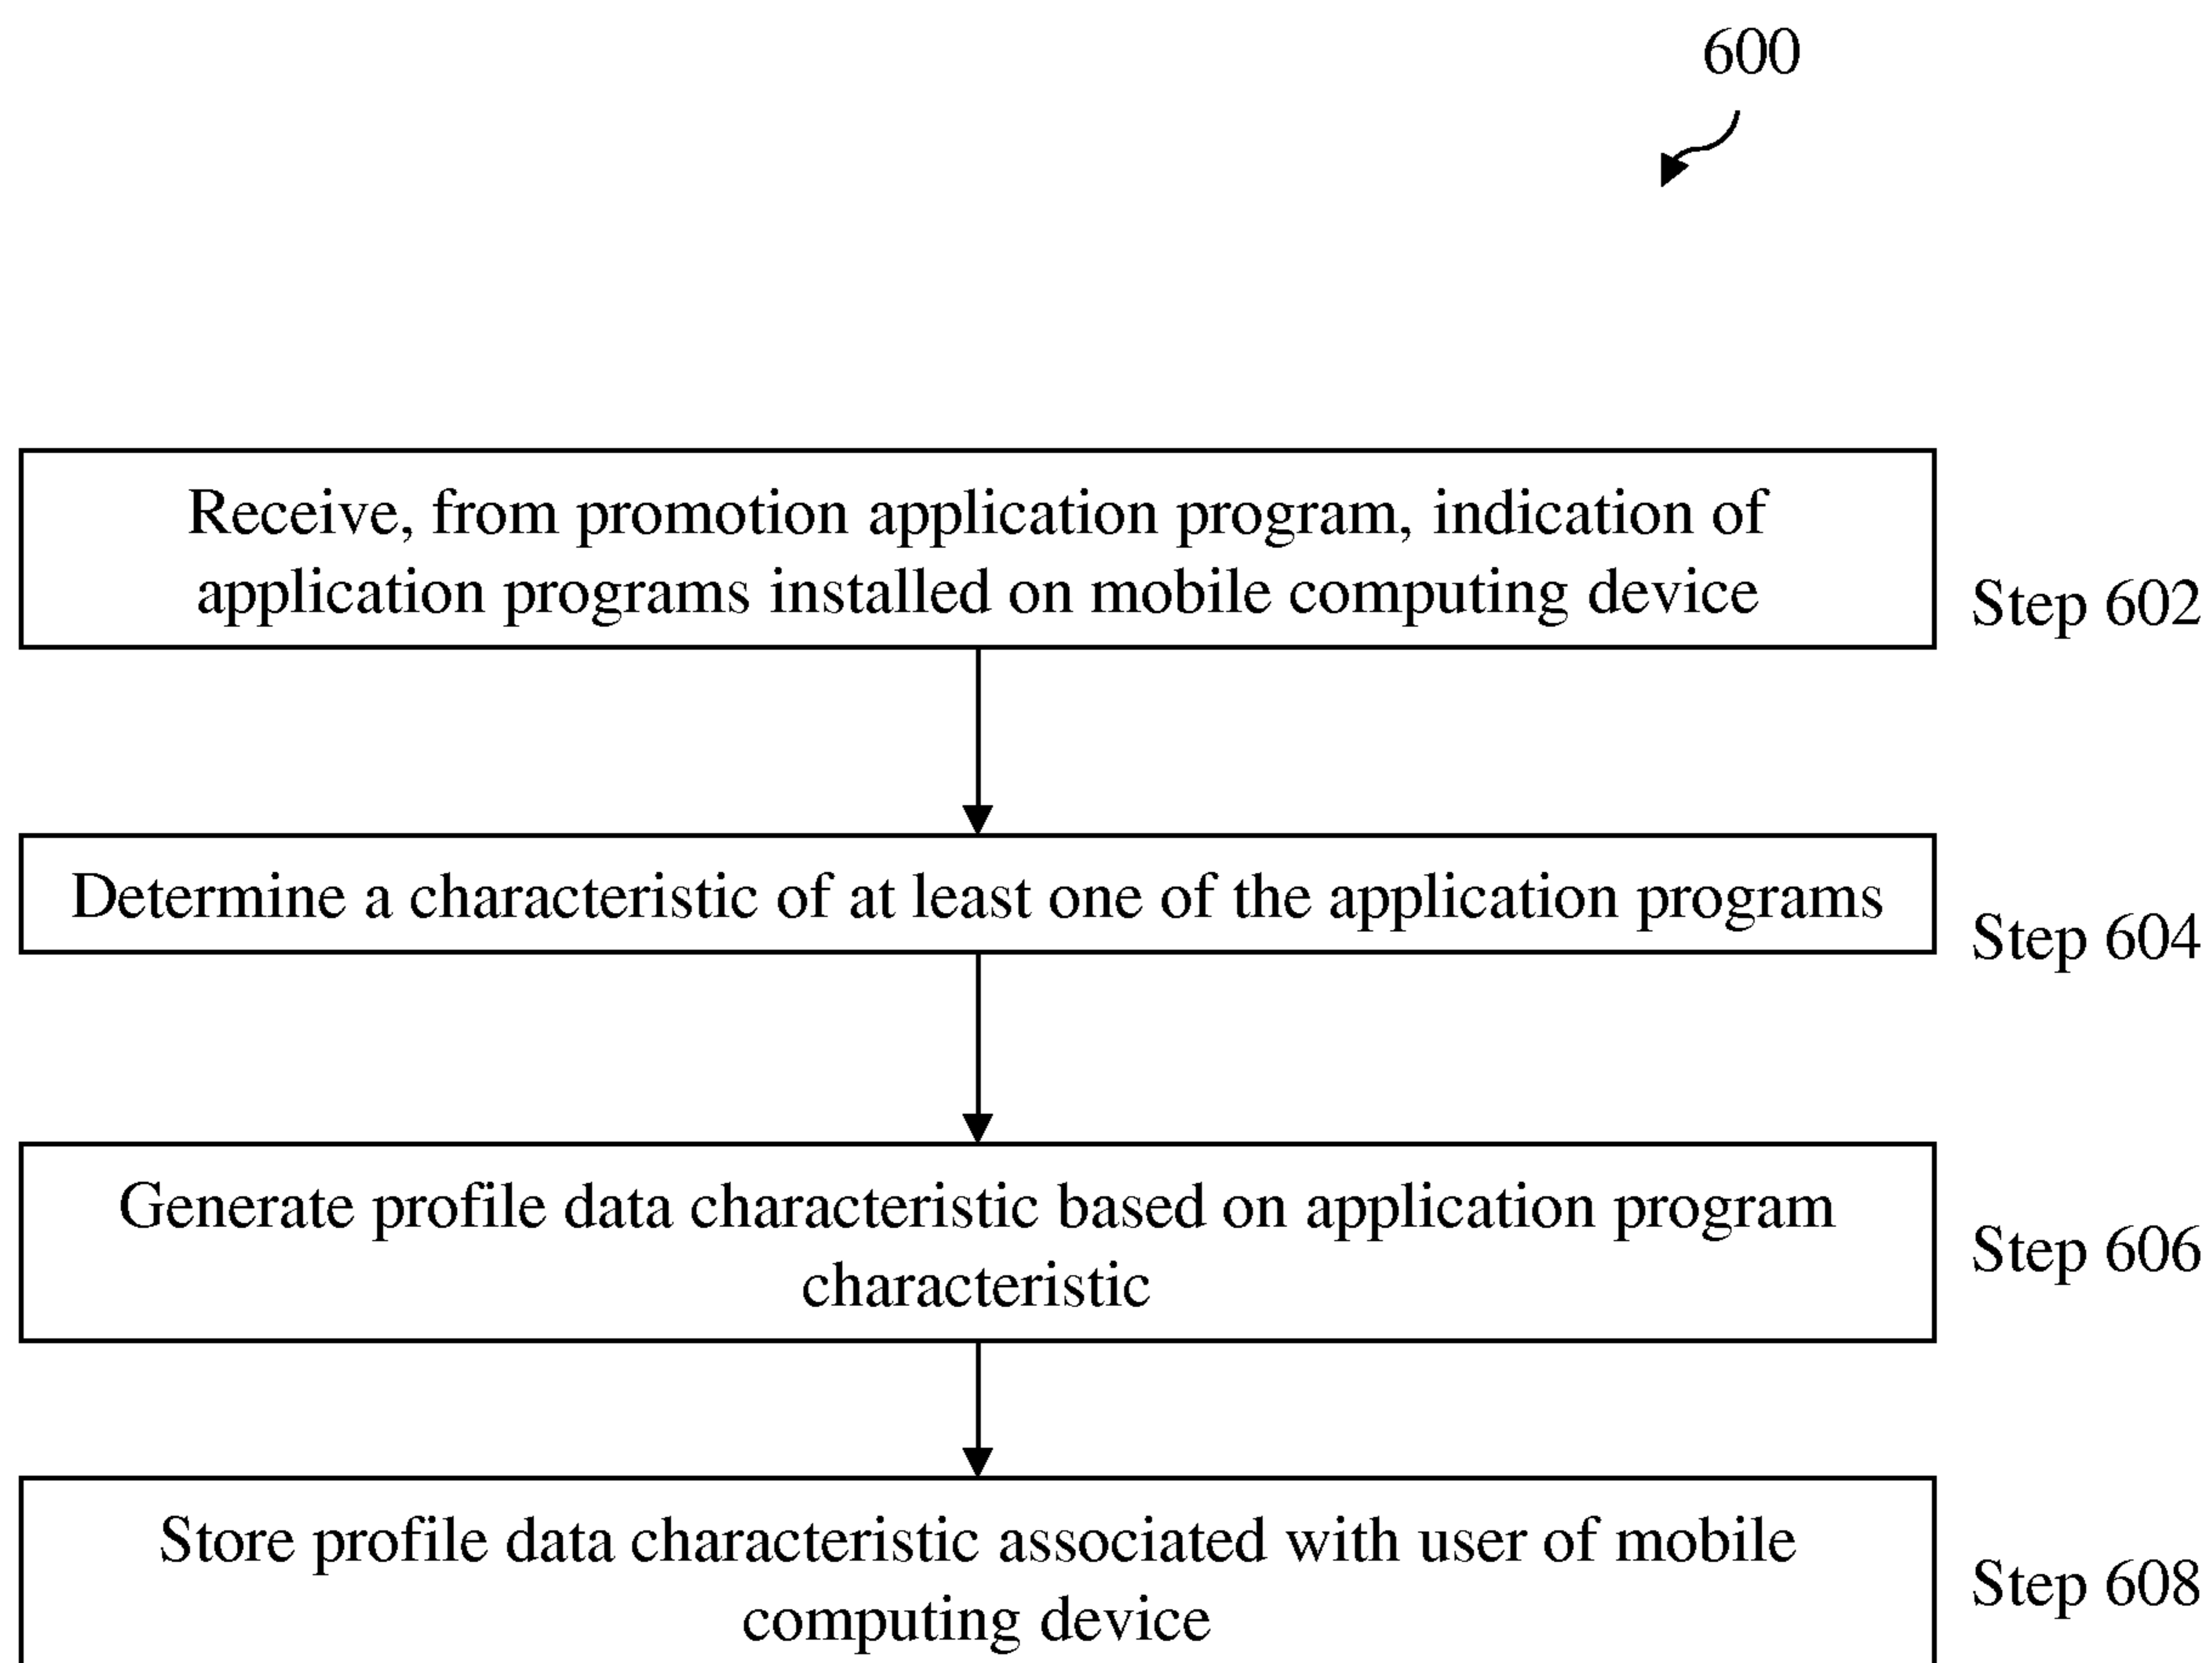 600
Receive, from promotion application program, indication of
application programs installed on mobile computing device
Step 602
Determine a characteristic of at least one of the application programs
Step 604
Generate profile data characteristic based on application program
characteristic
Step 606
Store profile data characteristic associated with user of mobile
computing device
Step 608